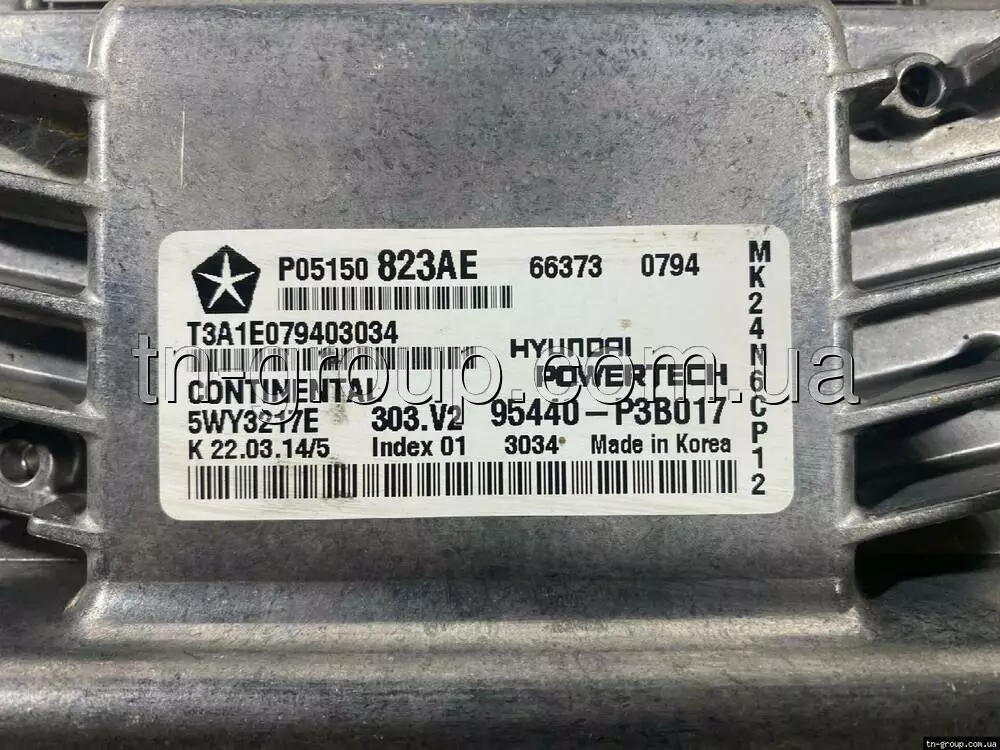 P05150 823AE 66373 0794
T3A1E079403034
HYUNDAI
POWERTECH
CONTINENTAL
5WY3217E 303.V2 95440-P3B017
K 22.03.14/5 Index 01 3034 Made in Korea
MK24N6CP12
tn-group.com.ua
tn-group.com.ua